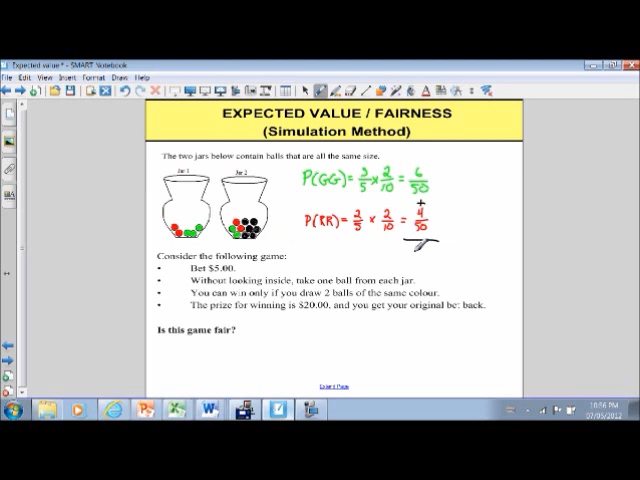 Expected value * - SMART Notebook
File Edit View Insert Format Draw Help
EXPECTED VALUE / FAIRNESS
(Simulation Method)
The two jars below contain balls that are all the same size.
Jar 1 Jar 2
P(GG) = 3/5 × 2/10 = 6/50
+
P(RR) = 2/5 × 2/10 = 4/50
Consider the following game:
• Bet $5.00.
• Without looking inside, take one ball from each jar.
• You can win only if you draw 2 balls of the same colour.
• The prize for winning is $20.00, and you get your original bet back.
Is this game fair?
Extend Page
10:56 PM
07/05/2012